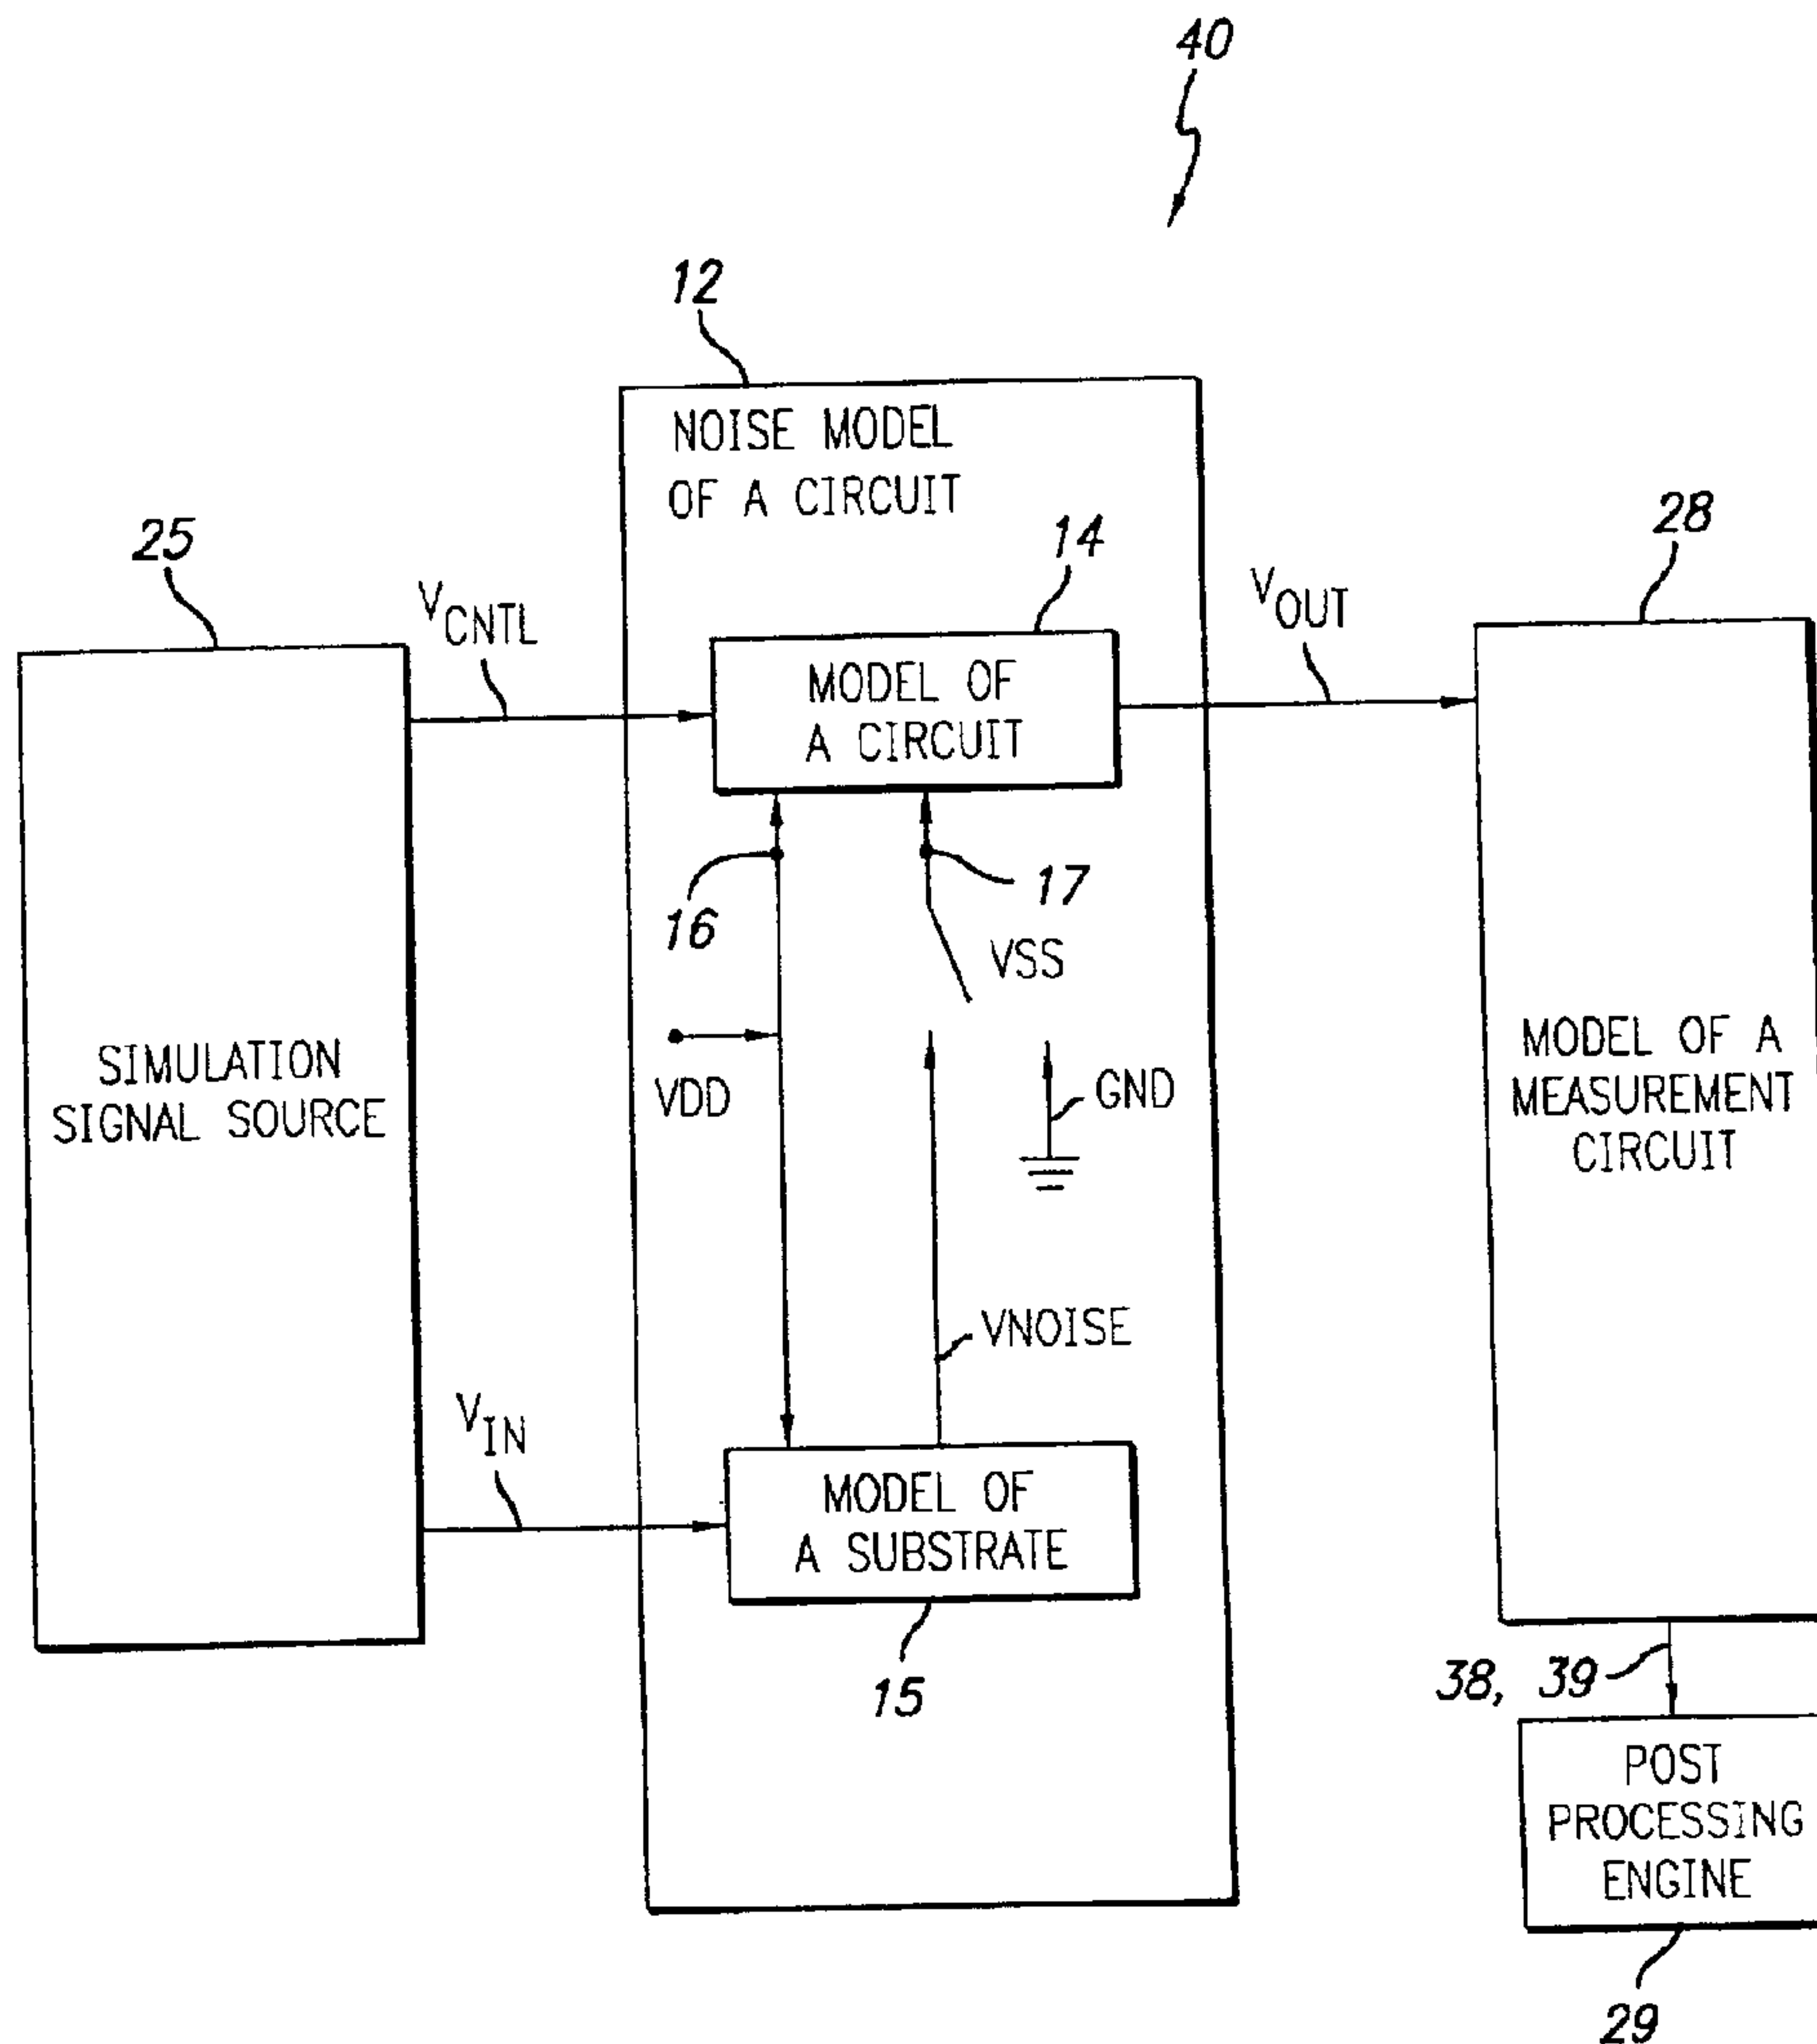 40
12
NOISE MODEL
OF A CIRCUIT
25
14
28
VCNTL
VOUT
MODEL OF
A CIRCUIT
16
17
VSS
SIMULATION
SIGNAL SOURCE
VDD
GND
MODEL OF A
MEASUREMENT
CIRCUIT
VNOISE
VIN
MODEL OF
A SUBSTRATE
15
38, 39
POST
PROCESSING
ENGINE
29